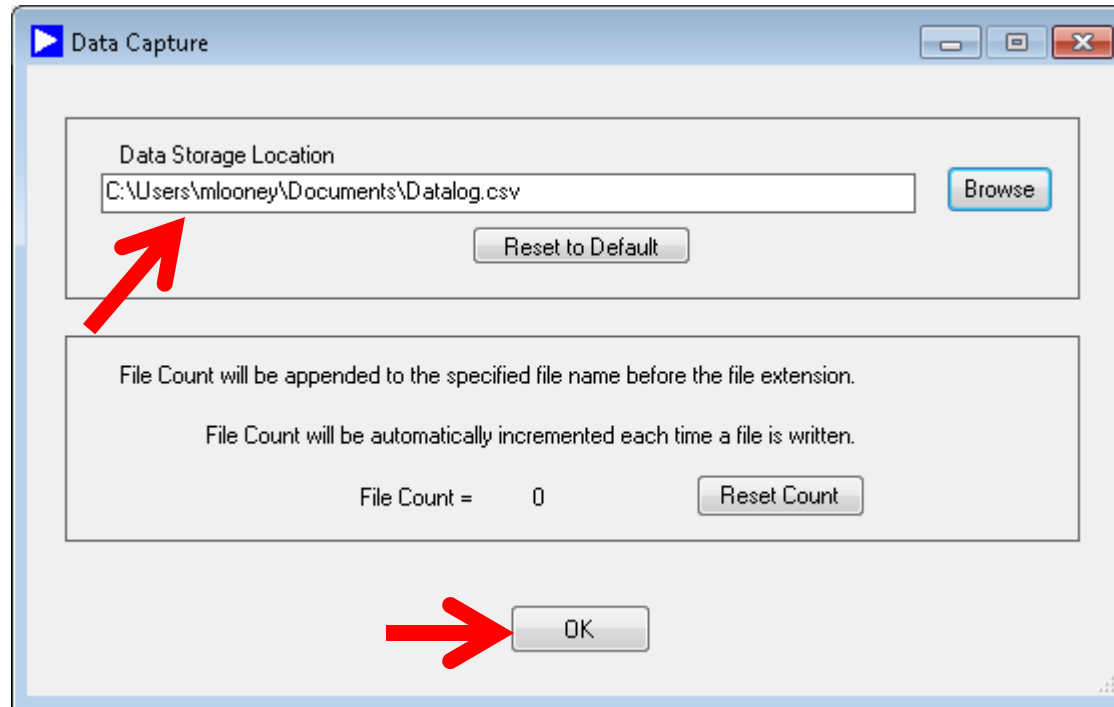 Data Capture
Data Storage Location
C:\Users\mlooney\Documents\Datalog.csv
Browse
Reset to Default
File Count will be appended to the specified file name before the file extension.
File Count will be automatically incremented each time a file is written.
File Count = 0 Reset Count
OK